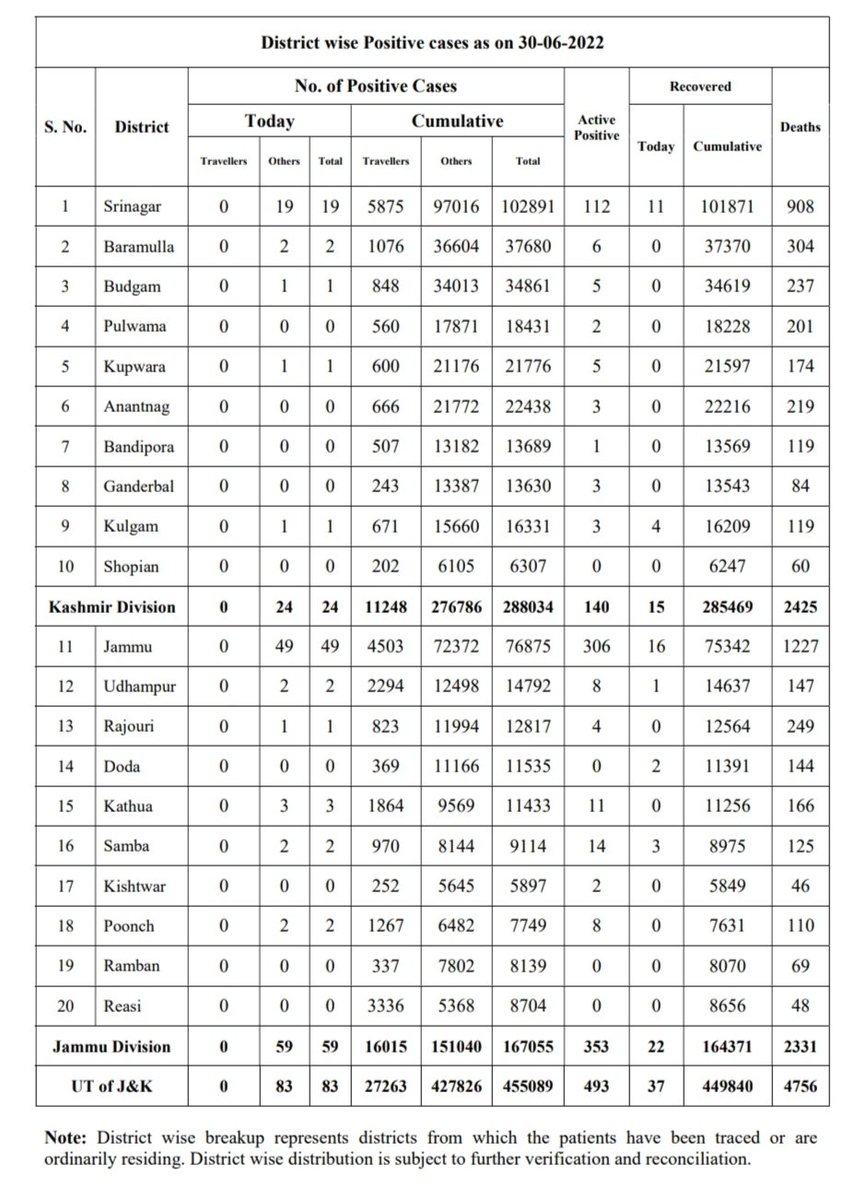 District wise Positive cases as on 30-06-2022
S. No. District No. of Positive Cases Active Positive Recovered Deaths
Today Cumulative Today Cumulative
Travellers Others Total Travellers Others Total
1 Srinagar 0 19 19 5875 97016 102891 112 11 101871 908
2 Baramulla 0 2 2 1076 36604 37680 6 0 37370 304
3 Budgam 0 1 1 848 34013 34861 5 0 34619 237
4 Pulwama 0 0 0 560 17871 18431 2 0 18228 201
5 Kupwara 0 1 1 600 21176 21776 5 0 21597 174
6 Anantnag 0 0 0 666 21772 22438 3 0 22216 219
7 Bandipora 0 0 0 507 13182 13689 1 0 13569 119
8 Ganderbal 0 0 0 243 13387 13630 3 0 13543 84
9 Kulgam 0 1 1 671 15660 16331 3 4 16209 119
10 Shopian 0 0 0 202 6105 6307 0 0 6247 60
Kashmir Division 0 24 24 11248 276786 288034 140 15 285469 2425
11 Jammu 0 49 49 4503 72372 76875 306 16 75342 1227
12 Udhampur 0 2 2 2294 12498 14792 8 1 14637 147
13 Rajouri 0 1 1 823 11994 12817 4 0 12564 249
14 Doda 0 0 0 369 11166 11535 0 2 11391 144
15 Kathua 0 3 3 1864 9569 11433 11 0 11256 166
16 Samba 0 2 2 970 8144 9114 14 3 8975 125
17 Kishtwar 0 0 0 252 5645 5897 2 0 5849 46
18 Poonch 0 2 2 1267 6482 7749 8 0 7631 110
19 Ramban 0 0 0 337 7802 8139 0 0 8070 69
20 Reasi 0 0 0 3336 5368 8704 0 0 8656 48
Jammu Division 0 59 59 16015 151040 167055 353 22 164371 2331
UT of J&K 0 83 83 27263 427826 455089 493 37 449840 4756
Note: District wise breakup represents districts from which the patients have been traced or are
ordinarily residing. District wise distribution is subject to further verification and reconciliation.